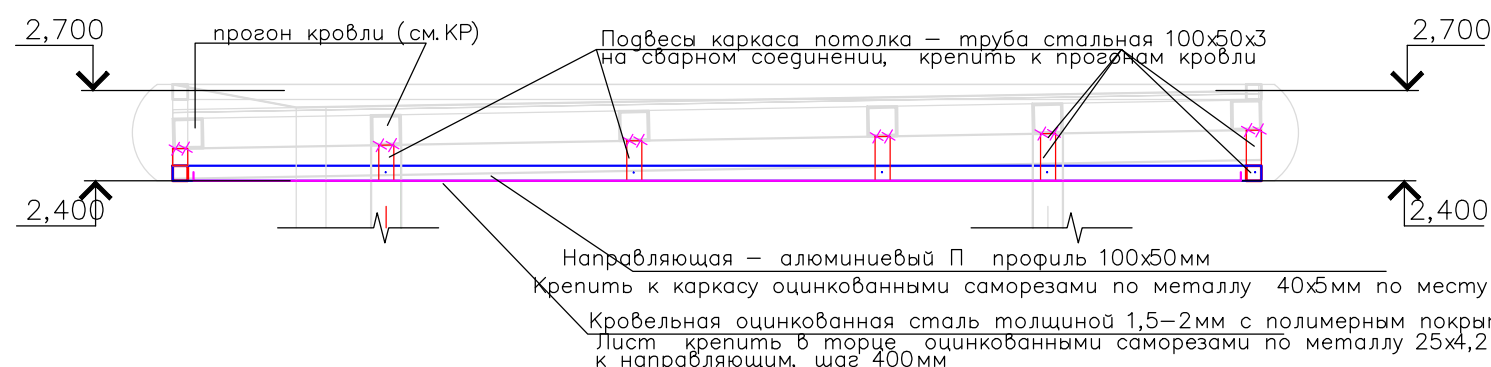 2,700
прогон кровли (см.КР)
Подвесы каркаса потолка – труба стальная 100х50х3
на сварном соединении, крепить к прогонам кровли
2,700
2,400
2,400
Направляющая – алюминиевый П профиль 100х50мм
Крепить к каркасу оцинкованными саморезами по металлу 40х5мм по месту
Кровельная оцинкованная сталь толщиной 1,5–2мм с полимерным
Лист крепить в торце оцинкованными саморезами по металлу 25х4,2
к направляющим, шаг 400мм